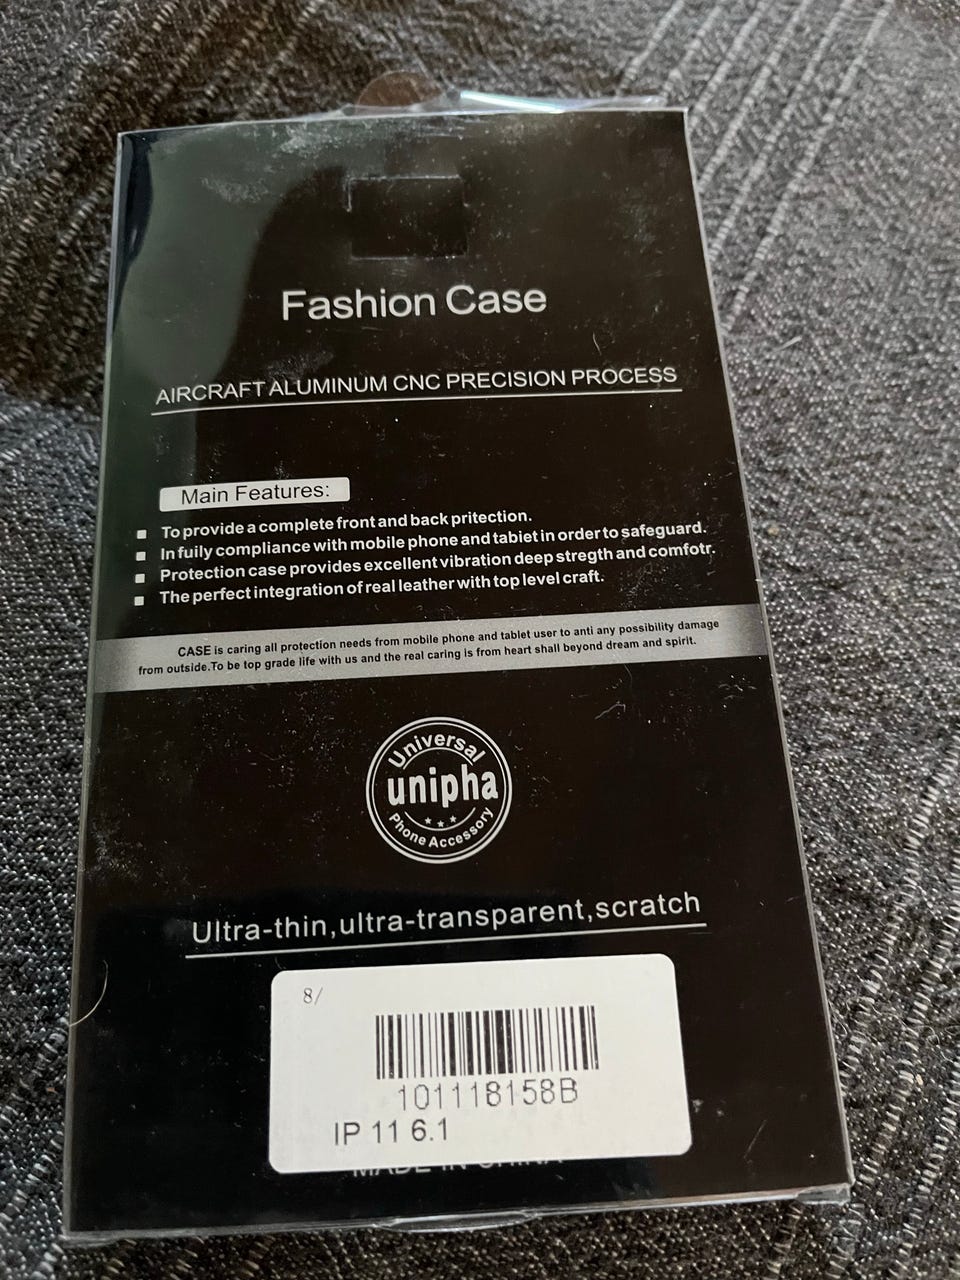 Fashion Case
AIRCRAFT ALUMINUM CNC PRECISION PROCESS
Main Features:
To provide a complete front and back pritection.
In fuily compliance with mobile phone and tabiet in order to safeguard.
Protection case provides excellent vibration deep stregth and comfotr.
The perfect integration of real leather with top level craft.
CASE is caring all protection needs from mobile phone and tablet user to anti any possibility damage
from outside.To be top grade life with us and the real caring is from heart shall beyond dream and spirit.
Universal
unipha
Phone Accessory
Ultra-thin,ultra-transparent,scratch
8/
101118158B
IP 11 6.1
MADE IN CHINA